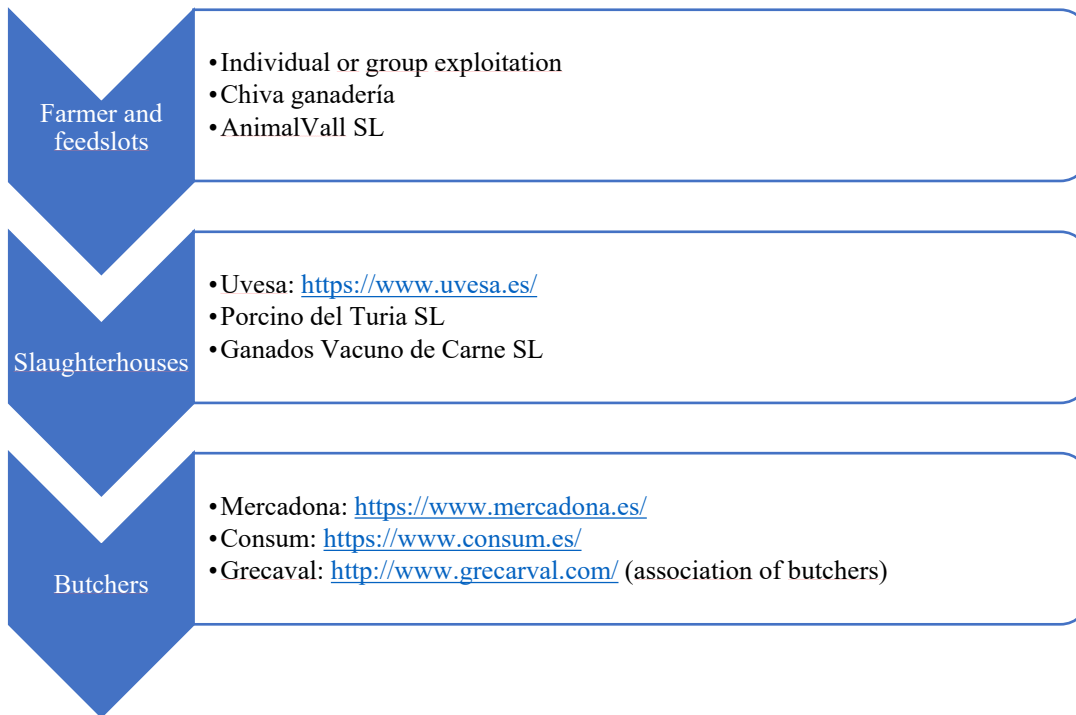 Farmer and
feedslots
•Individual or group exploitation
•Chiva ganadería
•AnimalVall SL
Slaughterhouses
•Uvesa: https://www.uvesa.es/
•Porcino del Turia SL
•Ganados Vacuno de Carne SL
Butchers
•Mercadona: https://www.mercadona.es/
•Consum: https://www.consum.es/
•Grecaval: http://www.grecarval.com/ (association of butchers)